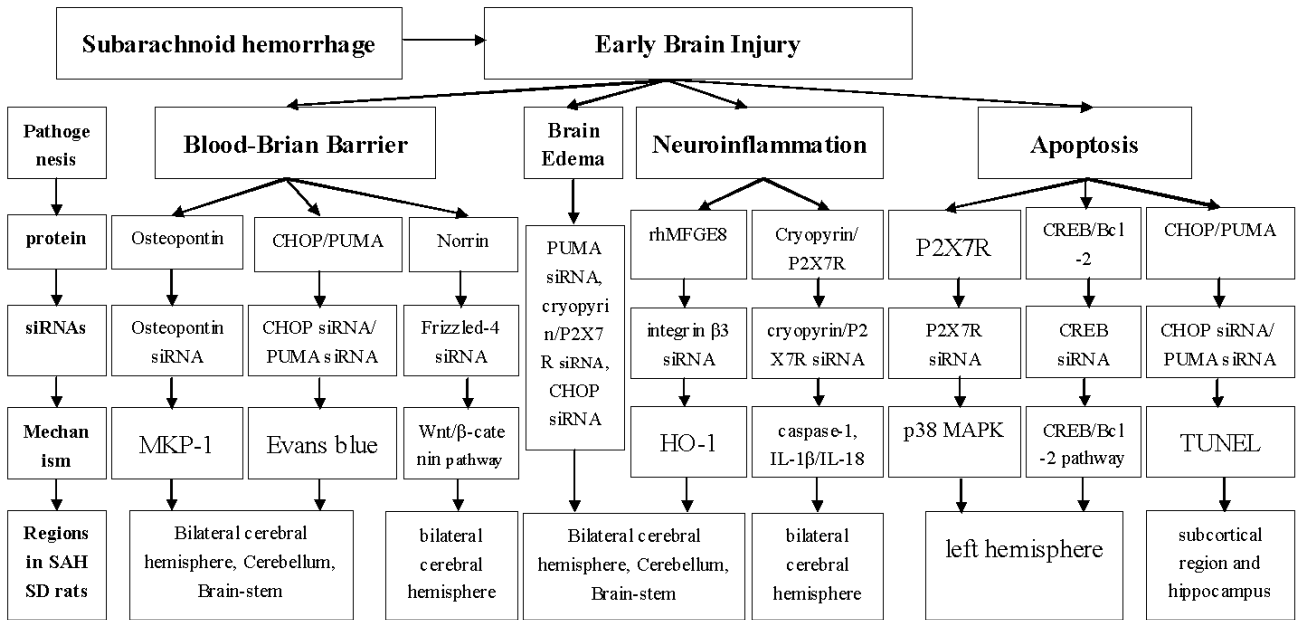 Subarachnoid hemorrhage
Early Brain Injury
Pathoge
nesis
Blood-Brian Barrier
Brain
Edema
Neuroinflammation
Apoptosis
protein
Osteopontin
CHOP/PUMA
Norrin
PUMA
siRNA,
cryopyri
n/P2X7
R siRNA,
CHOP
siRNA
rhMFGE8
Cryopyrin/
P2X7R
P2X7R
CREB/Bcl
-2
CHOP/PUMA
siRNAs
Osteopontin
siRNA
CHOP siRNA/
PUMA siRNA
Frizzled-4
siRNA
integrin β3
siRNA
cryopyrin/P2
X7R siRNA
P2X7R
siRNA
CREB
siRNA
CHOP siRNA/
PUMA siRNA
Mechan
ism
MKP-1
Evans blue
Wnt/β-cate
nin pathway
HO-1
caspase-1,
IL-1β/IL-18
p38 MAPK
CREB/Bcl
-2 pathway
TUNEL
Regions
in SAH
SD rats
Bilateral cerebral
hemisphere, Cerebellum,
Brain-stem
bilateral
cerebral
hemisphere
Bilateral cerebral
hemisphere, Cerebellum,
Brain-stem
bilateral
cerebral
hemisphere
left hemisphere
subcortical
region and
hippocampus